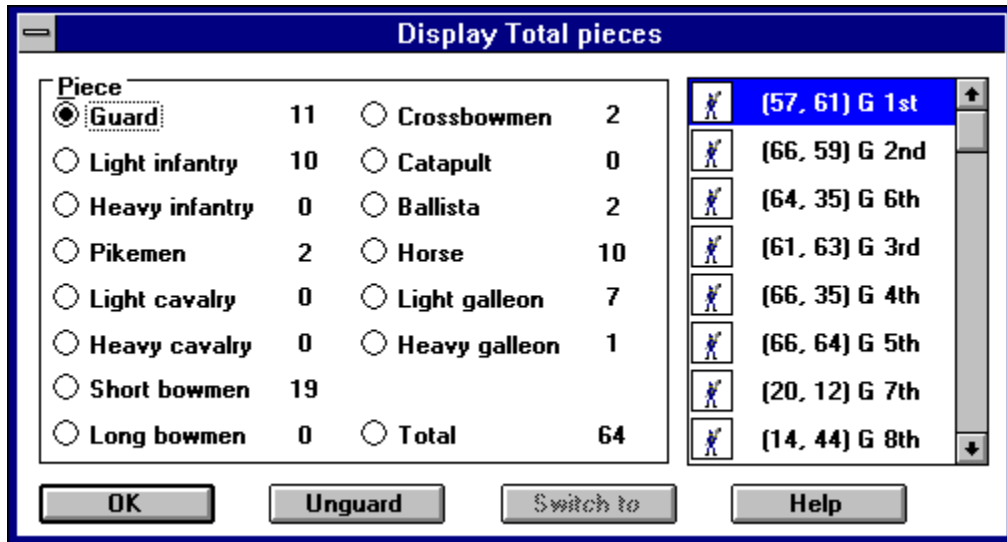 Display Total pieces
Piece
Guard 11 Crossbowmen 2
Light infantry 10 Catapult 0
Heavy infantry 0 Ballista 2
Pikemen 2 Horse 10
Light cavalry 0 Light galleon 7
Heavy cavalry 0 Heavy galleon 1
Short bowmen 19
Long bowmen 0 Total 64
(57, 61) G 1st
(66, 59) G 2nd
(64, 35) G 6th
(61, 63) G 3rd
(66, 35) G 4th
(66, 64) G 5th
(20, 12) G 7th
(14, 44) G 8th
OK Unguard Switch to Help